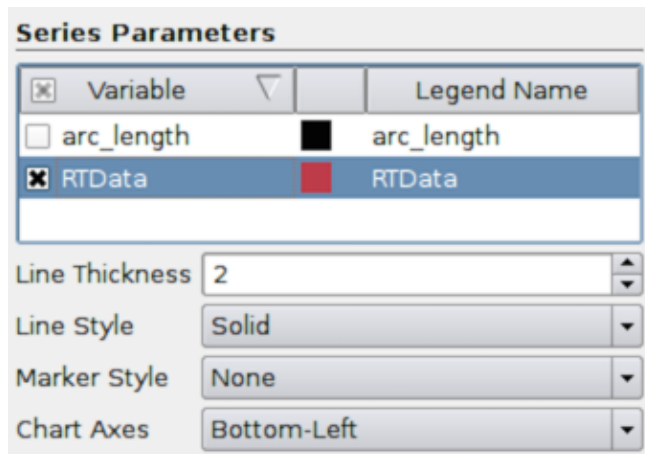 Series Parameters
Variable Legend Name
arc_length arc_length
RTData RTData
Line Thickness 2
Line Style Solid
Marker Style None
Chart Axes Bottom-Left